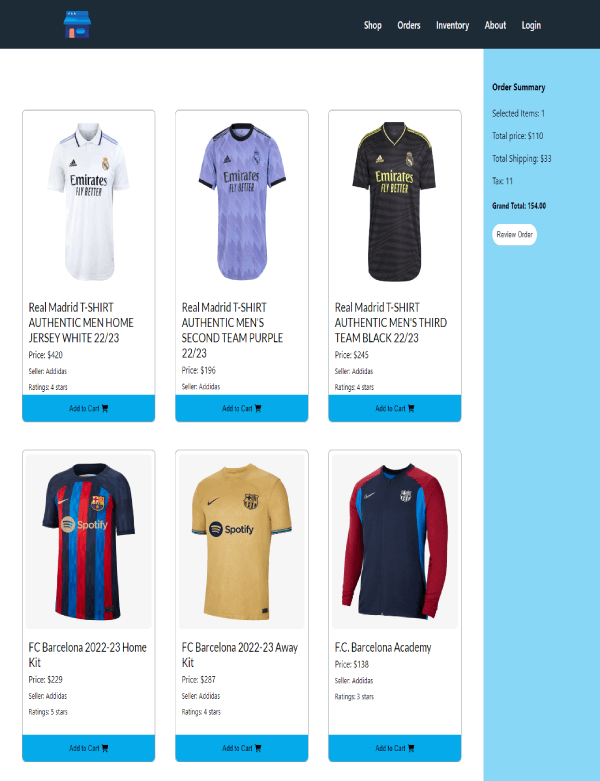 Shop Orders Inventory About Login
Order Summary
Selected Items: 1
Total price: $110
Total Shipping: $33
Tax: 11
Grand Total: 154.00
Review Order
Emirates
FLY BETTER
Real Madrid T-SHIRT
AUTHENTIC MEN HOME
JERSEY WHITE 22/23
Price: $420
Seller: Addidas
Ratings: 4 stars
Add to Cart
Emirates
FLY BETTER
Real Madrid T-SHIRT
AUTHENTIC MEN'S
SECOND TEAM PURPLE
22/23
Price: $196
Seller: Addidas
Add to Cart
Emirates
FLY BETTER
Real Madrid T-SHIRT
AUTHENTIC MEN'S THIRD
TEAM BLACK 22/23
Price: $245
Seller: Addidas
Ratings: 4 stars
Add to Cart
Spotify
FC Barcelona 2022-23 Home
Kit
Price: $229
Seller: Addidas
Ratings: 5 stars
Add to Cart
Spotify
FC Barcelona 2022-23 Away
Kit
Price: $287
Seller: Addidas
Ratings: 4 stars
Add to Cart
F.C. Barcelona Academy
Price: $138
Seller: Addidas
Ratings: 3 stars
Add to Cart